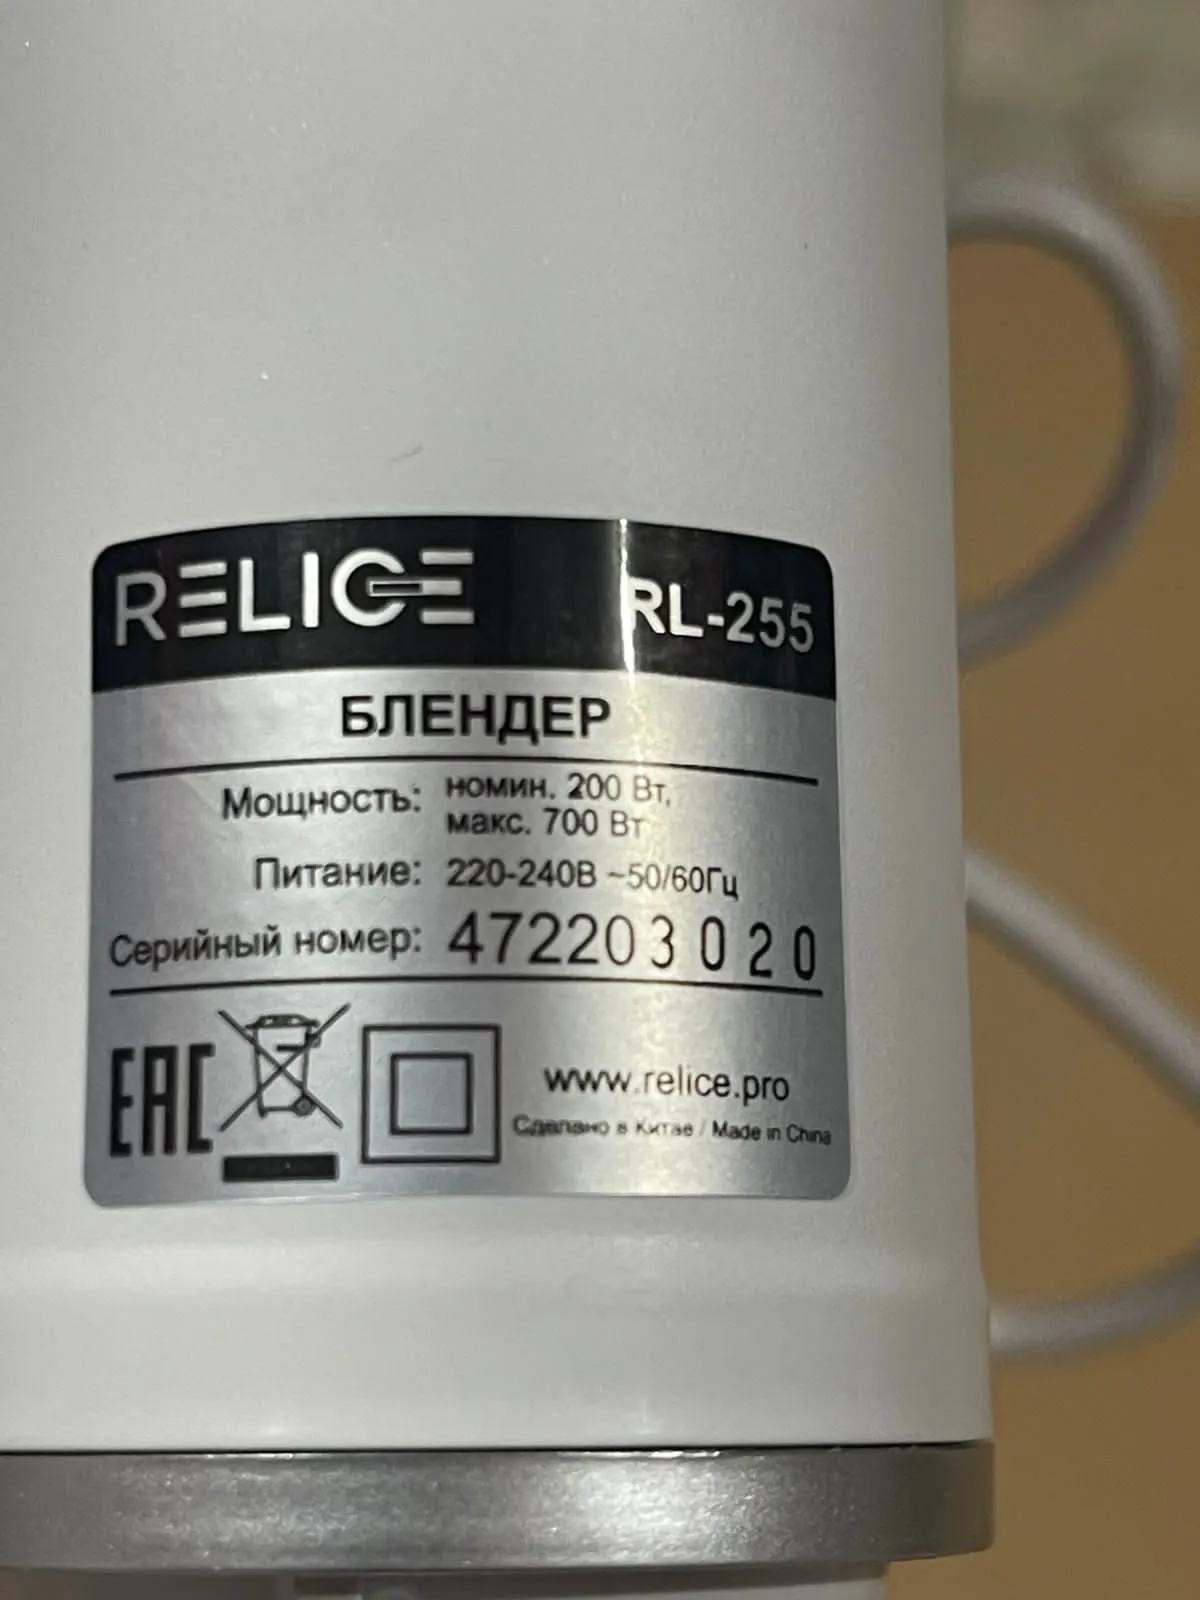 RELICE RL-255
БЛЕНДЕР
Мощность: номин. 200 Вт,
макс. 700 Вт
Питание: 220-240В ~50/60Гц
Серийный номер: 472203020
EAC
www.relice.pro
Сделано в Китае / Made in China